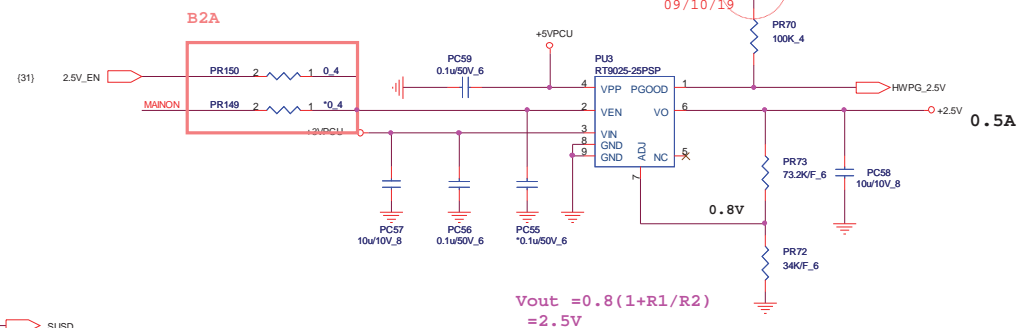 09/10/19
B2A
PR70
100K_4
+5VPCU
PC59
0.1u/50V_6
PU3
RT9025-25PSP
{31}
2.5V_EN
PR150
2
1
0_4
4
VPP
PGOOD
1
HWPG_2.5V
MAINON
PR149
2
1
*0_4
2
VEN
VO
6
+2.5V
0.5A
+3VPCU
3
VIN
8
GND
9
GND
ADJ
NC
5
7
PR73
73.2K/F_6
PC58
10u/10V_8
0.8V
PC57
10u/10V_8
PC56
0.1u/50V_6
PC55
*0.1u/50V_6
PR72
34K/F_6
Vout =0.8(1+R1/R2)
=2.5V
SUSD